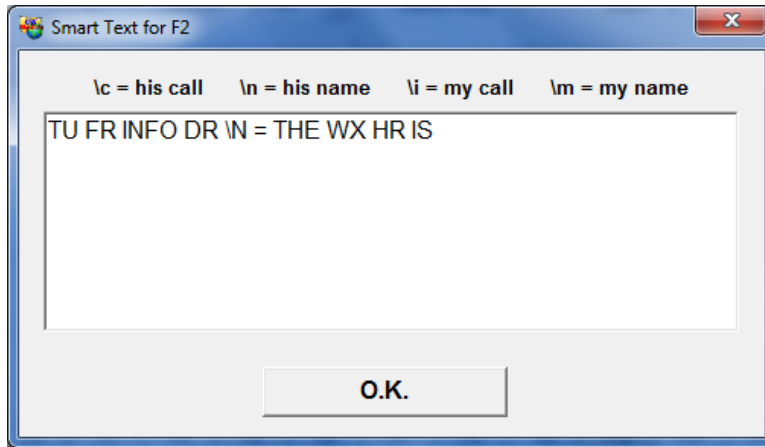 Smart Text for F2
\c = his call \n = his name \i = my call \m = my name
TU FR INFO DR \N = THE WX HR IS
O.K.